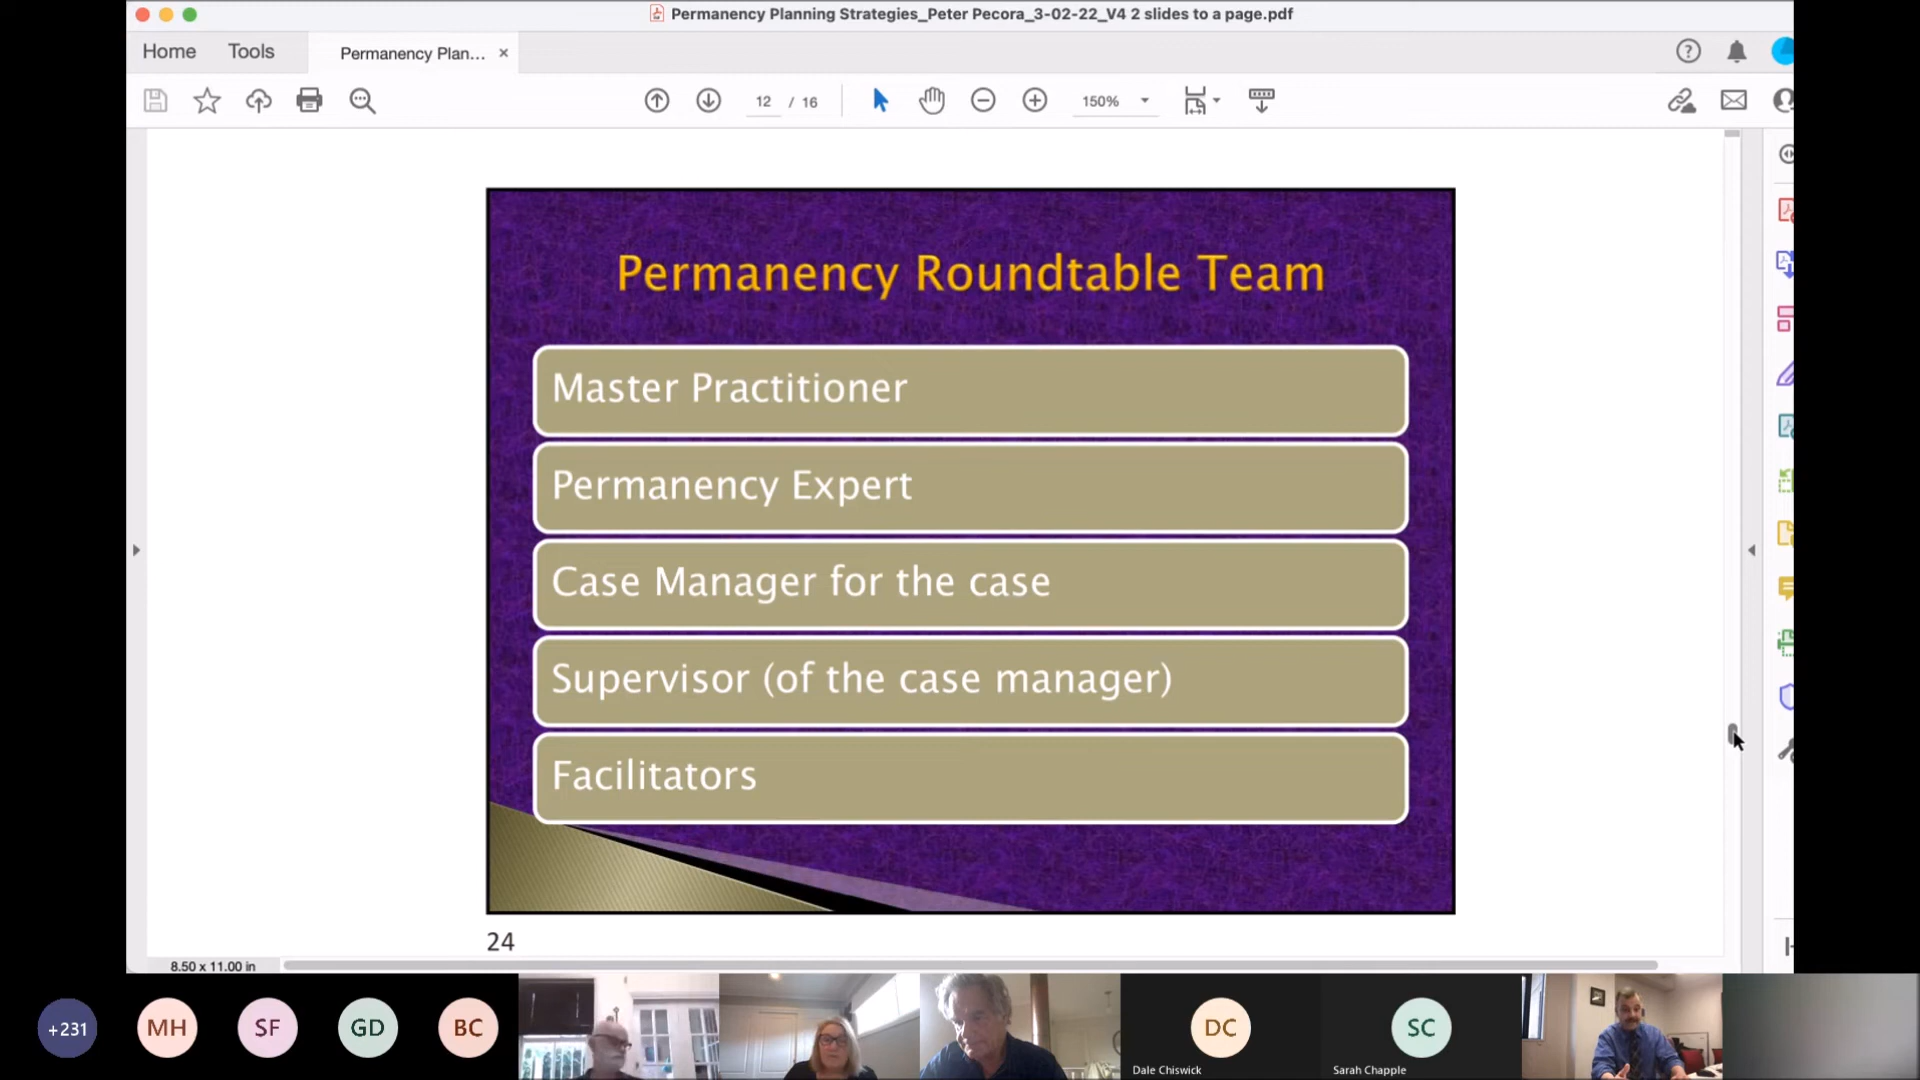 Permanency Planning Strategies_Peter Pecora_3-02-22_V4 2 slides to a page.pdf
Home Tools Permanency Plan... ×
12 / 16 150%
Permanency Roundtable Team
Master Practitioner
Permanency Expert
Case Manager for the case
Supervisor (of the case manager)
Facilitators
24
8.50 x 11.00 in
+231 MH SF GD BC DC SC
Dale Chiswick Sarah Chapple